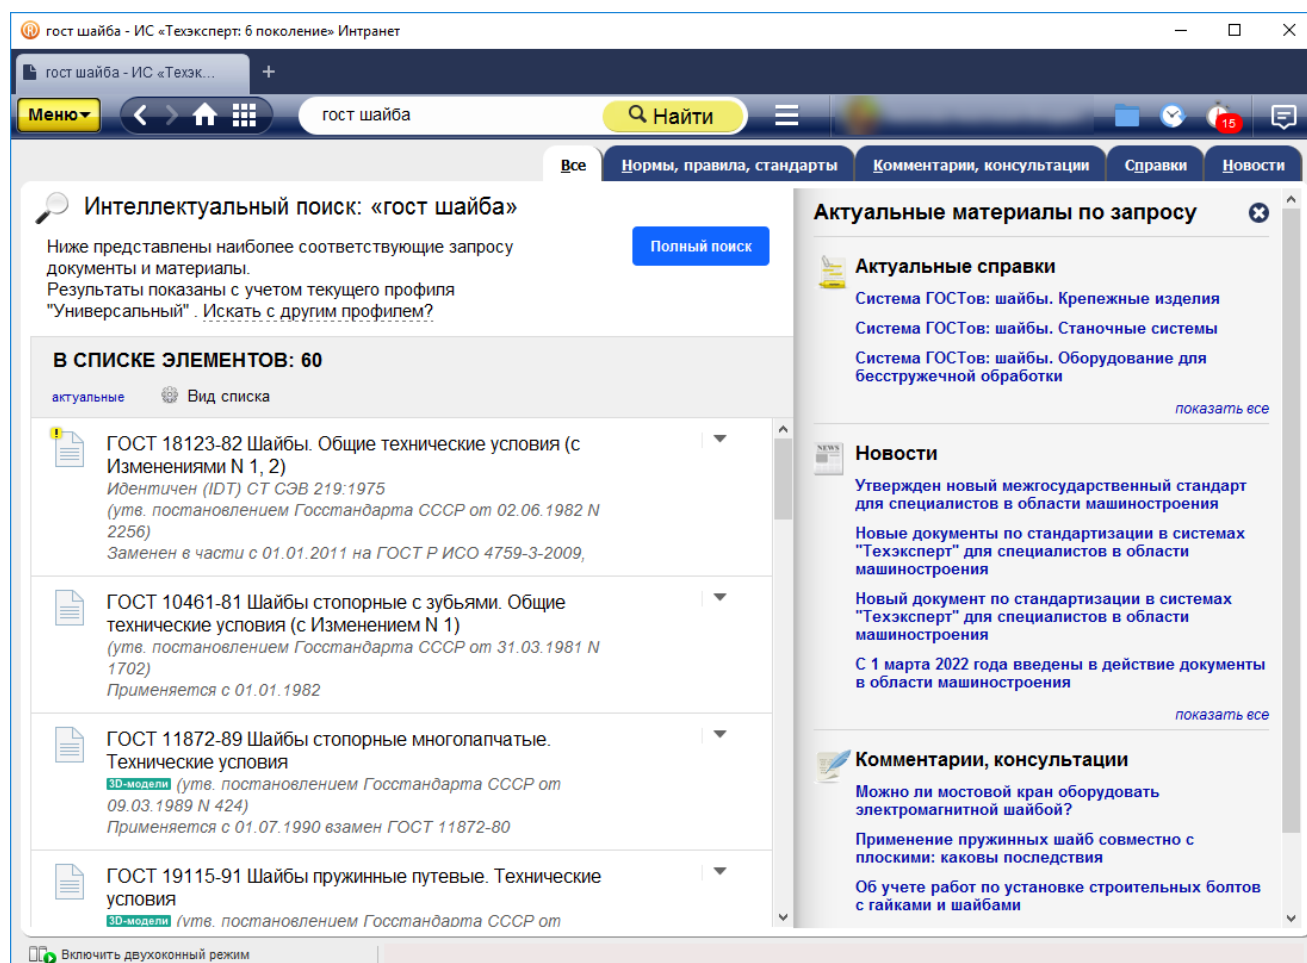 гост шайба - ИС «Техэксперт: 6 поколение» Интранет
гост шайба - ИС «Техэк...
Меню
гост шайба
Найти
15
Все
Нормы, правила, стандарты
Комментарии, консультации
Справки
Новости
Интеллектуальный поиск: «гост шайба»
Ниже представлены наиболее соответствующие запросу
документы и материалы.
Результаты показаны с учетом текущего профиля
"Универсальный" . Искать с другим профилем?
Полный поиск
В СПИСКЕ ЭЛЕМЕНТОВ: 60
актуальные
Вид списка
ГОСТ 18123-82 Шайбы. Общие технические условия (с
Изменениями N 1, 2)
Идентичен (IDT) СТ СЭВ 219:1975
(утв. постановлением Госстандарта СССР от 02.06.1982 N
2256)
Заменен в части с 01.01.2011 на ГОСТ Р ИСО 4759-3-2009,
ГОСТ 10461-81 Шайбы стопорные с зубьями. Общие
технические условия (с Изменением N 1)
(утв. постановлением Госстандарта СССР от 31.03.1981 N
1702)
Применяется с 01.01.1982
ГОСТ 11872-89 Шайбы стопорные многолапчатые.
Технические условия
3D-модели (утв. постановлением Госстандарта СССР от
09.03.1989 N 424)
Применяется с 01.07.1990 взамен ГОСТ 11872-80
ГОСТ 19115-91 Шайбы пружинные путевые. Технические
условия
3D-модели (утв. постановлением Госстандарта СССР от
Актуальные материалы по запросу
Актуальные справки
Система ГОСТов: шайбы. Крепежные изделия
Система ГОСТов: шайбы. Станочные системы
Система ГОСТов: шайбы. Оборудование для
бесстружечной обработки
показать все
NEWS
Новости
Утвержден новый межгосударственный стандарт
для специалистов в области машиностроения
Новые документы по стандартизации в системах
"Техэксперт" для специалистов в области
машиностроения
Новый документ по стандартизации в системах
"Техэксперт" для специалистов в области
машиностроения
С 1 марта 2022 года введены в действие документы
в области машиностроения
показать все
Комментарии, консультации
Можно ли мостовой кран оборудовать
электромагнитной шайбой?
Применение пружинных шайб совместно с
плоскими: каковы последствия
Об учете работ по установке строительных болтов
с гайками и шайбами
Включить двухоконный режим